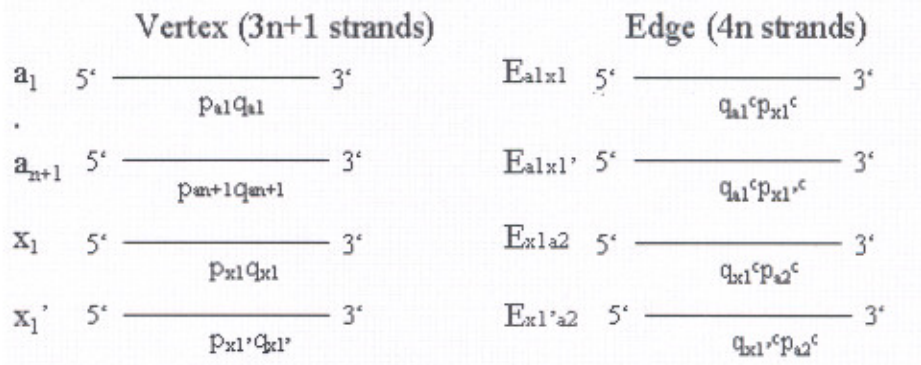 Vertex (3n+1 strands) Edge (4n strands)
a₁ 5‘ 3‘ Eₐ₁ₓ₁ 5‘ 3‘
pₐ₁qₐ₁ qₐ₁ᶜpₓ₁ᶜ
.
aₙ₊₁ 5‘ 3‘ Eₐ₁ₓ₁’ 5‘ 3‘
pₐₙ₊₁qₐₙ₊₁ qₐ₁ᶜpₓ₁’ᶜ
x₁ 5‘ 3‘ Eₓ₁ₐ₂ 5‘ 3‘
pₓ₁qₓ₁ qₓ₁ᶜpₐ₂ᶜ
x₁’ 5‘ 3‘ Eₓ₁’ₐ₂ 5‘ 3‘
pₓ₁’qₓ₁’ qₓ₁’ᶜpₐ₂ᶜ